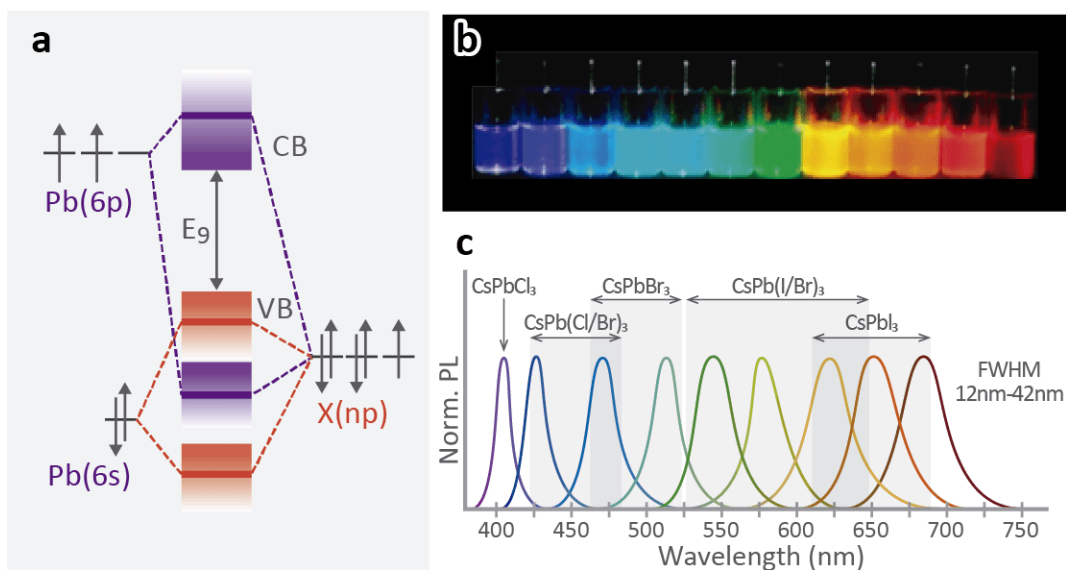 a
CB
Pb(6p)
E₉
VB
X(np)
Pb(6s)
b
c
CsPbCl₃
CsPbBr₃
CsPb(I/Br)₃
CsPb(Cl/Br)₃
CsPbI₃
FWHM
12nm-42nm
Norm. PL
400 450 500 550 600 650 700 750
Wavelength (nm)